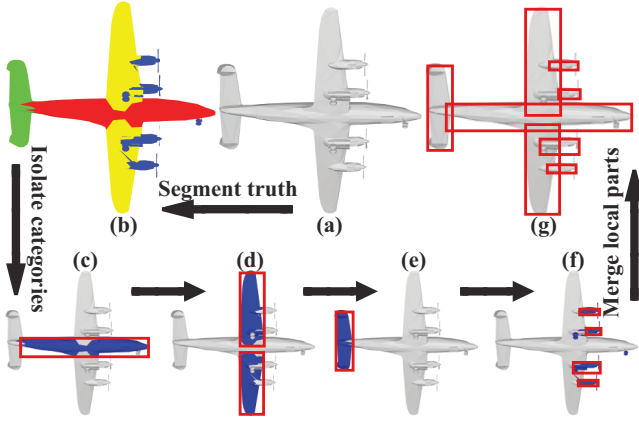 Segment truth
(b)
(a)
(g)
Isolate categories
Merge local parts
(c)
(d)
(e)
(f)